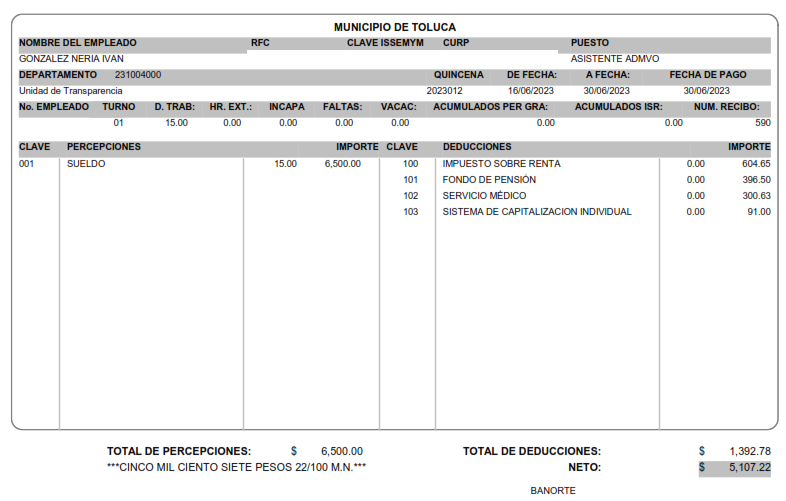 MUNICIPIO DE TOLUCA
NOMBRE DEL EMPLEADO RFC CLAVE ISSEMYM CURP PUESTO
GONZALEZ NERIA IVAN ASISTENTE ADMVO
DEPARTAMENTO 231004000 QUINCENA DE FECHA: A FECHA: FECHA DE PAGO
Unidad de Transparencia 2023012 16/06/2023 30/06/2023 30/06/2023
No. EMPLEADO TURNO D. TRAB: HR. EXT.: INCAPA FALTAS: VACAC: ACUMULADOS PER GRA: ACUMULADOS ISR: NUM. RECIBO:
01 15.00 0.00 0.00 0.00 0.00 0.00 0.00 590
CLAVE PERCEPCIONES IMPORTE CLAVE DEDUCCIONES IMPORTE
001 SUELDO 15.00 6,500.00 100 IMPUESTO SOBRE RENTA 0.00 604.65
101 FONDO DE PENSIÓN 0.00 396.50
102 SERVICIO MÉDICO 0.00 300.63
103 SISTEMA DE CAPITALIZACION INDIVIDUAL 0.00 91.00
TOTAL DE PERCEPCIONES: $ 6,500.00 TOTAL DE DEDUCCIONES: $ 1,392.78
***CINCO MIL CIENTO SIETE PESOS 22/100 M.N.*** NETO: $ 5,107.22
BANORTE